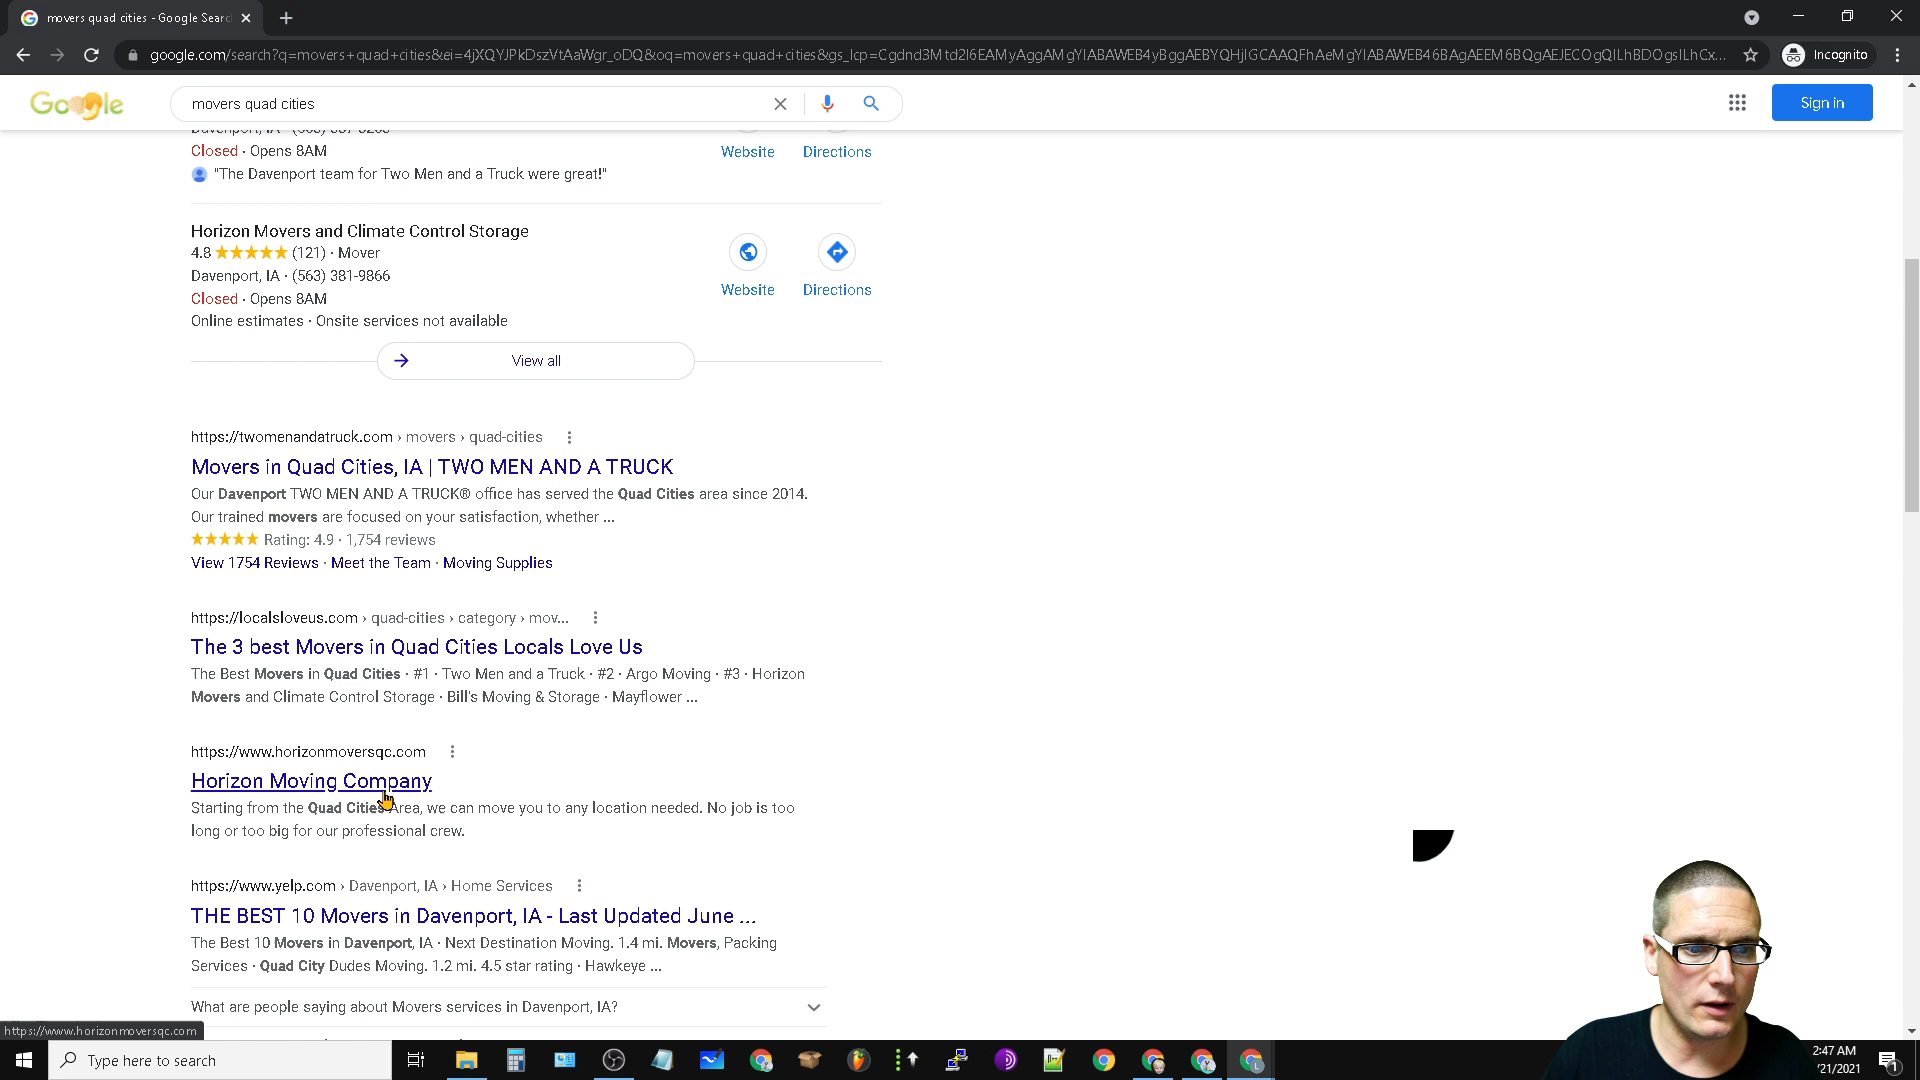 movers quad cities - Google Searc
google.com/search?q=movers+quad+cities&ei=4jXQYJPkDszVtAaWgr_oDQ&oq=movers+quad+cities&gs_lcp=
Incognito
Google
movers quad cities
Sign in
Closed · Opens 8AM
Website
Directions
"The Davenport team for Two Men and a Truck were great!"
Horizon Movers and Climate Control Storage
4.8 (121) · Mover
Davenport, IA · (563) 381-9866
Closed · Opens 8AM
Website
Directions
Online estimates · Onsite services not available
View all
https://twomenandatruck.com › movers › quad-cities
Movers in Quad Cities, IA | TWO MEN AND A TRUCK
Our Davenport TWO MEN AND A TRUCK® office has served the Quad Cities area since 2014.
Our trained movers are focused on your satisfaction, whether ...
Rating: 4.9 · 1,754 reviews
View 1754 Reviews · Meet the Team · Moving Supplies
https://localsloveus.com › quad-cities › category › mov...
The 3 best Movers in Quad Cities Locals Love Us
The Best Movers in Quad Cities · #1 · Two Men and a Truck · #2 · Argo Moving · #3 · Horizon
Movers and Climate Control Storage · Bill's Moving & Storage · Mayflower ...
https://www.horizonmoversqc.com
Horizon Moving Company
Starting from the Quad Cities Area, we can move you to any location needed. No job is too
long or too big for our professional crew.
https://www.yelp.com › Davenport, IA › Home Services
THE BEST 10 Movers in Davenport, IA - Last Updated June ...
The Best 10 Movers in Davenport, IA · Next Destination Moving. 1.4 mi. Movers, Packing
Services · Quad City Dudes Moving. 1.2 mi. 4.5 star rating · Hawkeye ...
What are people saying about Movers services in Davenport, IA?
https://www.horizonmoversqc.com
Type here to search
2:47 AM
/21/2021
1